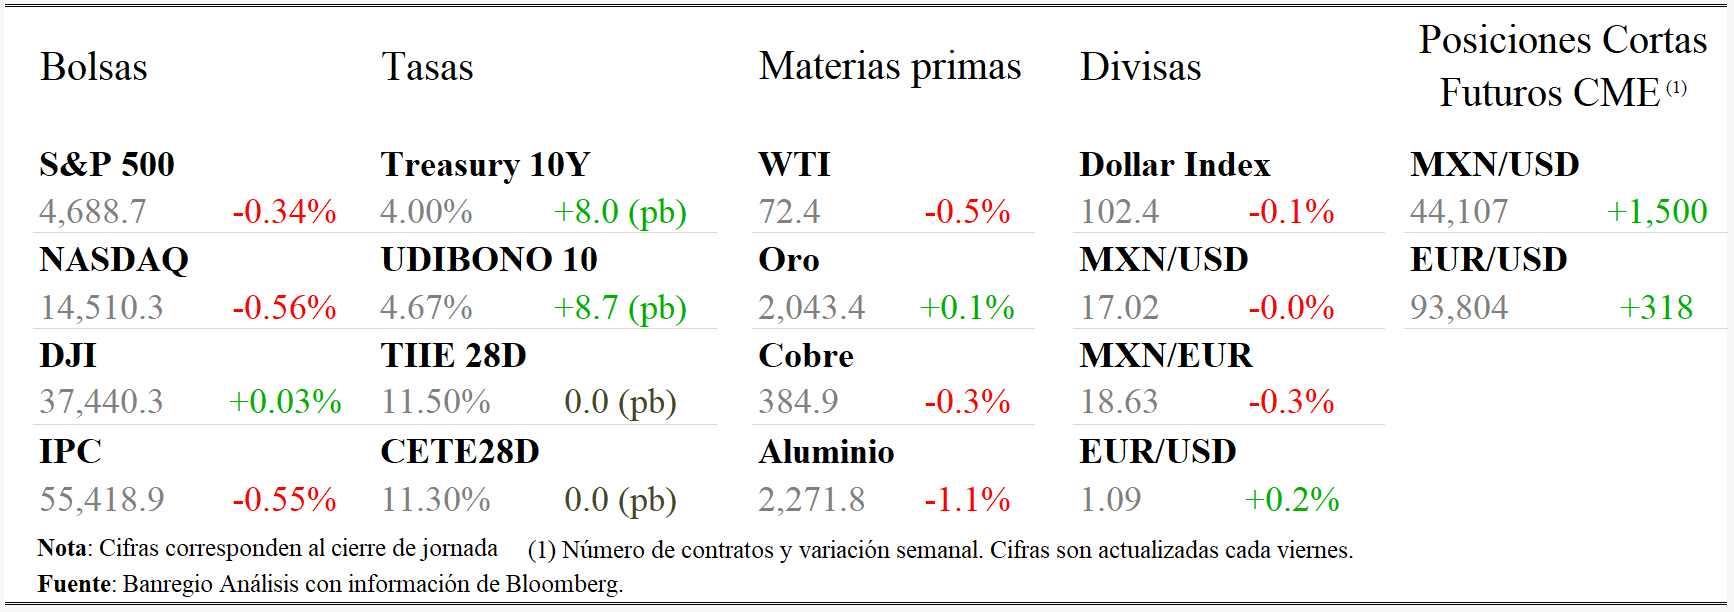 Bolsas Tasas Materias primas Divisas Posiciones Cortas
Futuros CME (1)
S&P 500 Treasury 10Y WTI Dollar Index MXN/USD
4,688.7 -0.34% 4.00% +8.0 (pb) 72.4 -0.5% 102.4 -0.1% 44,107 +1,500
NASDAQ UDIBONO 10 Oro MXN/USD EUR/USD
14,510.3 -0.56% 4.67% +8.7 (pb) 2,043.4 +0.1% 17.02 -0.0% 93,804 +318
DJI TIIE 28D Cobre MXN/EUR
37,440.3 +0.03% 11.50% 0.0 (pb) 384.9 -0.3% 18.63 -0.3%
IPC CETE28D Aluminio EUR/USD
55,418.9 -0.55% 11.30% 0.0 (pb) 2,271.8 -1.1% 1.09 +0.2%
Nota: Cifras corresponden al cierre de jornada (1) Número de contratos y variación semanal. Cifras son actualizadas cada viernes.
Fuente: Banregio Análisis con información de Bloomberg.